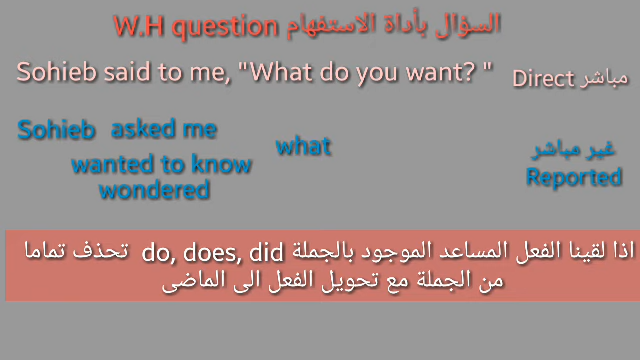 W.H question السؤال بأداة الاستفهام
Sohieb said to me, "What do you want? "
Direct مباشر
Sohieb asked me
wanted to know
wondered
what
غير مباشر
Reported
اذا لقينا الفعل المساعد الموجود بالجملة do, does, did تحذف تماما
من الجملة مع تحويل الفعل الى الماضى